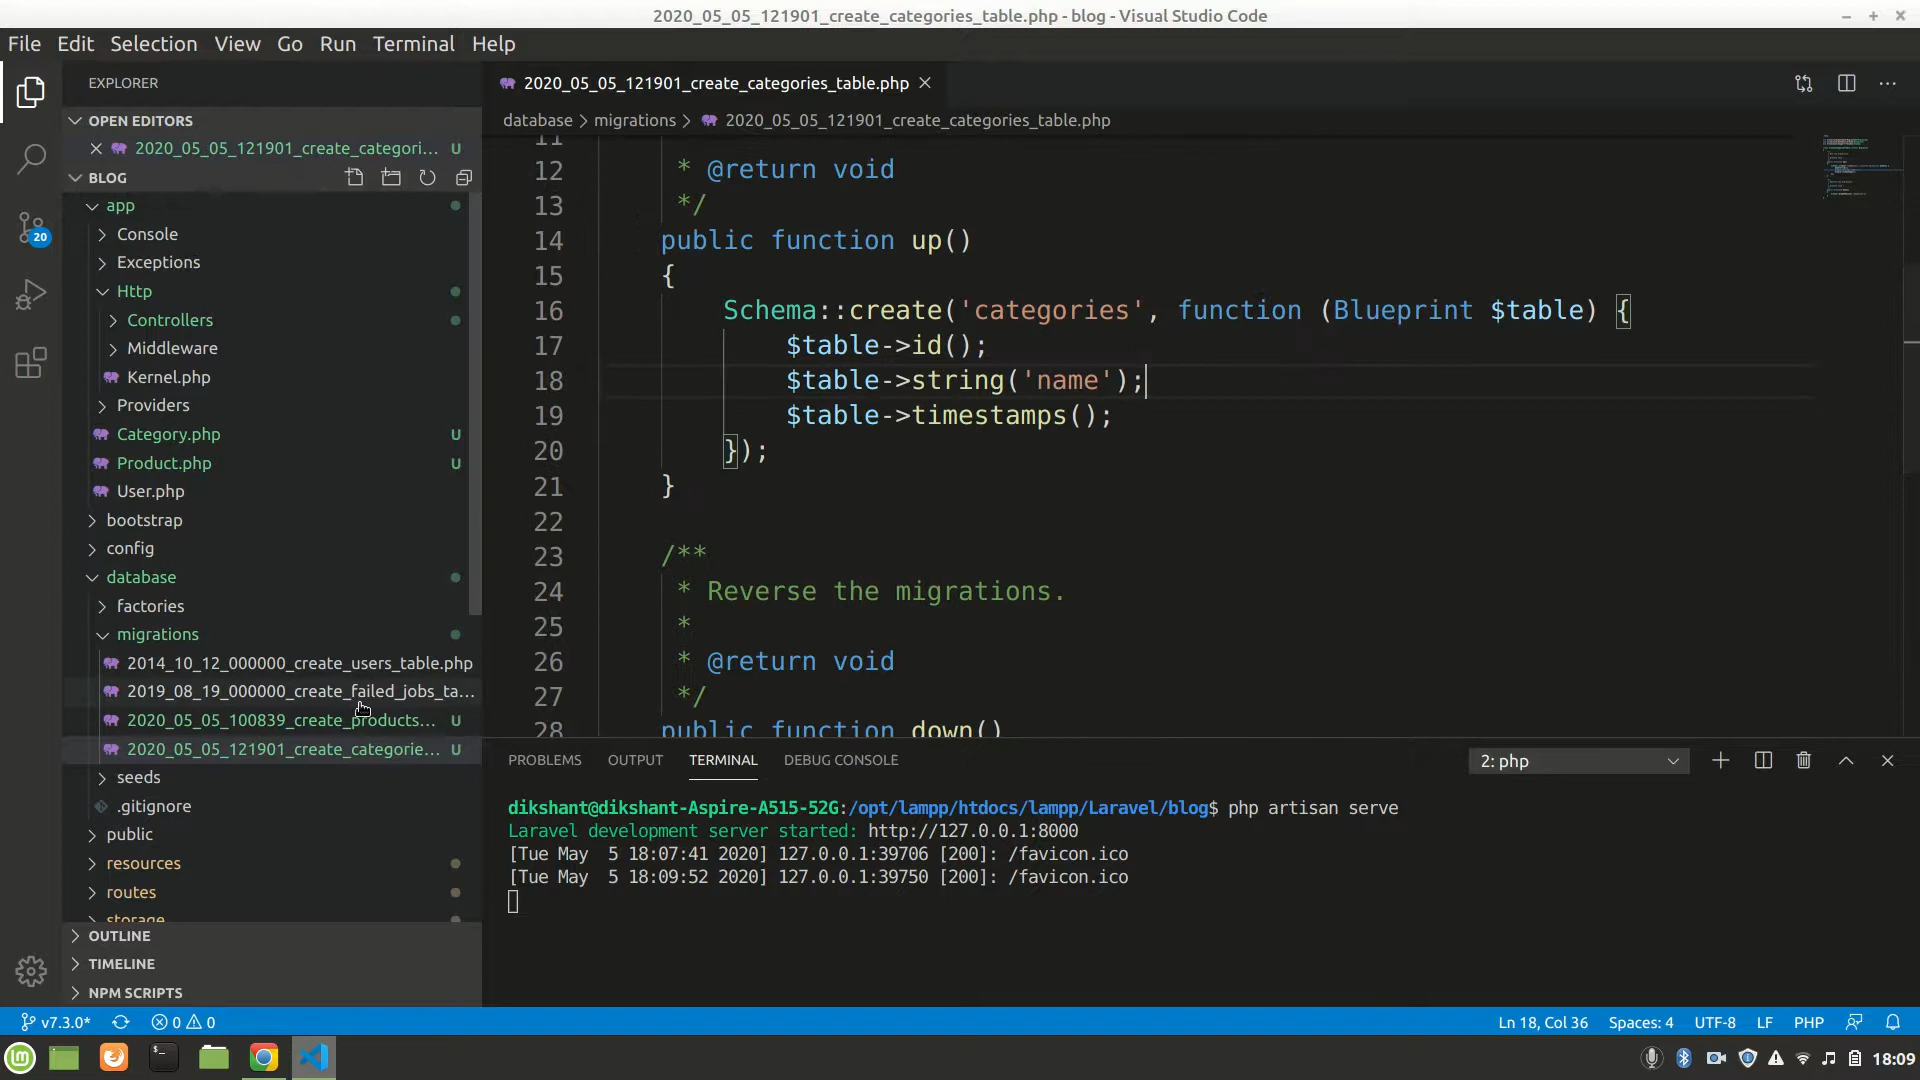 2020_05_05_121901_create_categories_table.php - blog - Visual Studio Code
File Edit Selection View Go Run Terminal Help
EXPLORER
OPEN EDITORS
2020_05_05_121901_create_categori... U
BLOG
app
Console
Exceptions
Http
Controllers
Middleware
Kernel.php
Providers
Category.php U
Product.php U
User.php
bootstrap
config
database
factories
migrations
2014_10_12_000000_create_users_table.php
2019_08_19_000000_create_failed_jobs_ta...
2020_05_05_100839_create_products... U
2020_05_05_121901_create_categorie... U
seeds
.gitignore
public
resources
routes
storage
OUTLINE
TIMELINE
NPM SCRIPTS
20
2020_05_05_121901_create_categories_table.php
database > migrations > 2020_05_05_121901_create_categories_table.php
11
12 * @return void
13 */
14 public function up()
15 {
16 Schema::create('categories', function (Blueprint $table) {
17 $table->id();
18 $table->string('name');
19 $table->timestamps();
20 });
21 }
22
23 /**
24 * Reverse the migrations.
25 *
26 * @return void
27 */
28 public function down()
PROBLEMS OUTPUT TERMINAL DEBUG CONSOLE 2: php
dikshant@dikshant-Aspire-A515-52G:/opt/lampp/htdocs/lampp/Laravel/blog$ php artisan serve
Laravel development server started: http://127.0.0.1:8000
[Tue May  5 18:07:41 2020] 127.0.0.1:39706 [200]: /favicon.ico
[Tue May  5 18:09:52 2020] 127.0.0.1:39750 [200]: /favicon.ico
v7.3.0* 0 0 Ln 18, Col 36 Spaces: 4 UTF-8 LF PHP
18:09